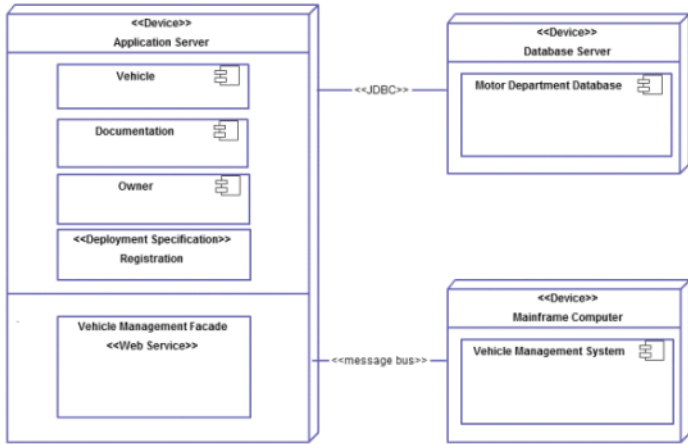 <<Device>>
Application Server
Vehicle
Documentation
Owner
<<Deployment Specification>>
Registration
Vehicle Management Facade
<<Web Service>>
<<JDBC>>
<<message bus>>
<<Device>>
Database Server
Motor Department Database
<<Device>>
Mainframe Computer
Vehicle Management System